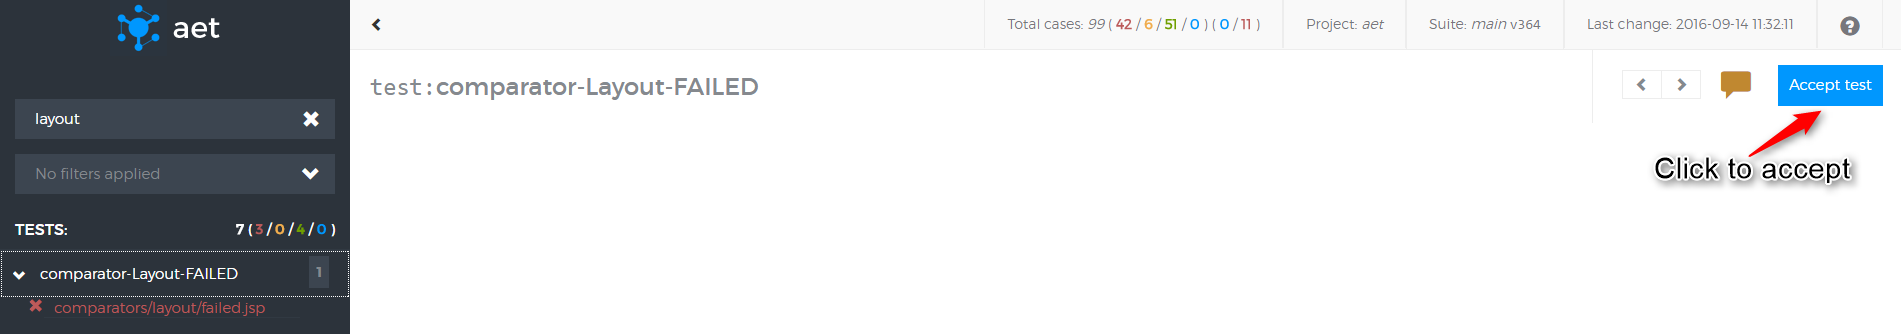 aet
layout
No filters applied
TESTS: 7 ( 3 / 0 / 4 / 0 )
comparator-Layout-FAILED 1
comparators/layout/failed.jsp
Total cases: 99 ( 42 / 6 / 51 / 0 ) ( 0 / 11 )
Project: aet
Suite: main v364
Last change: 2016-09-14 11:32:11
?
test:comparator-Layout-FAILED
Accept test
Click to accept